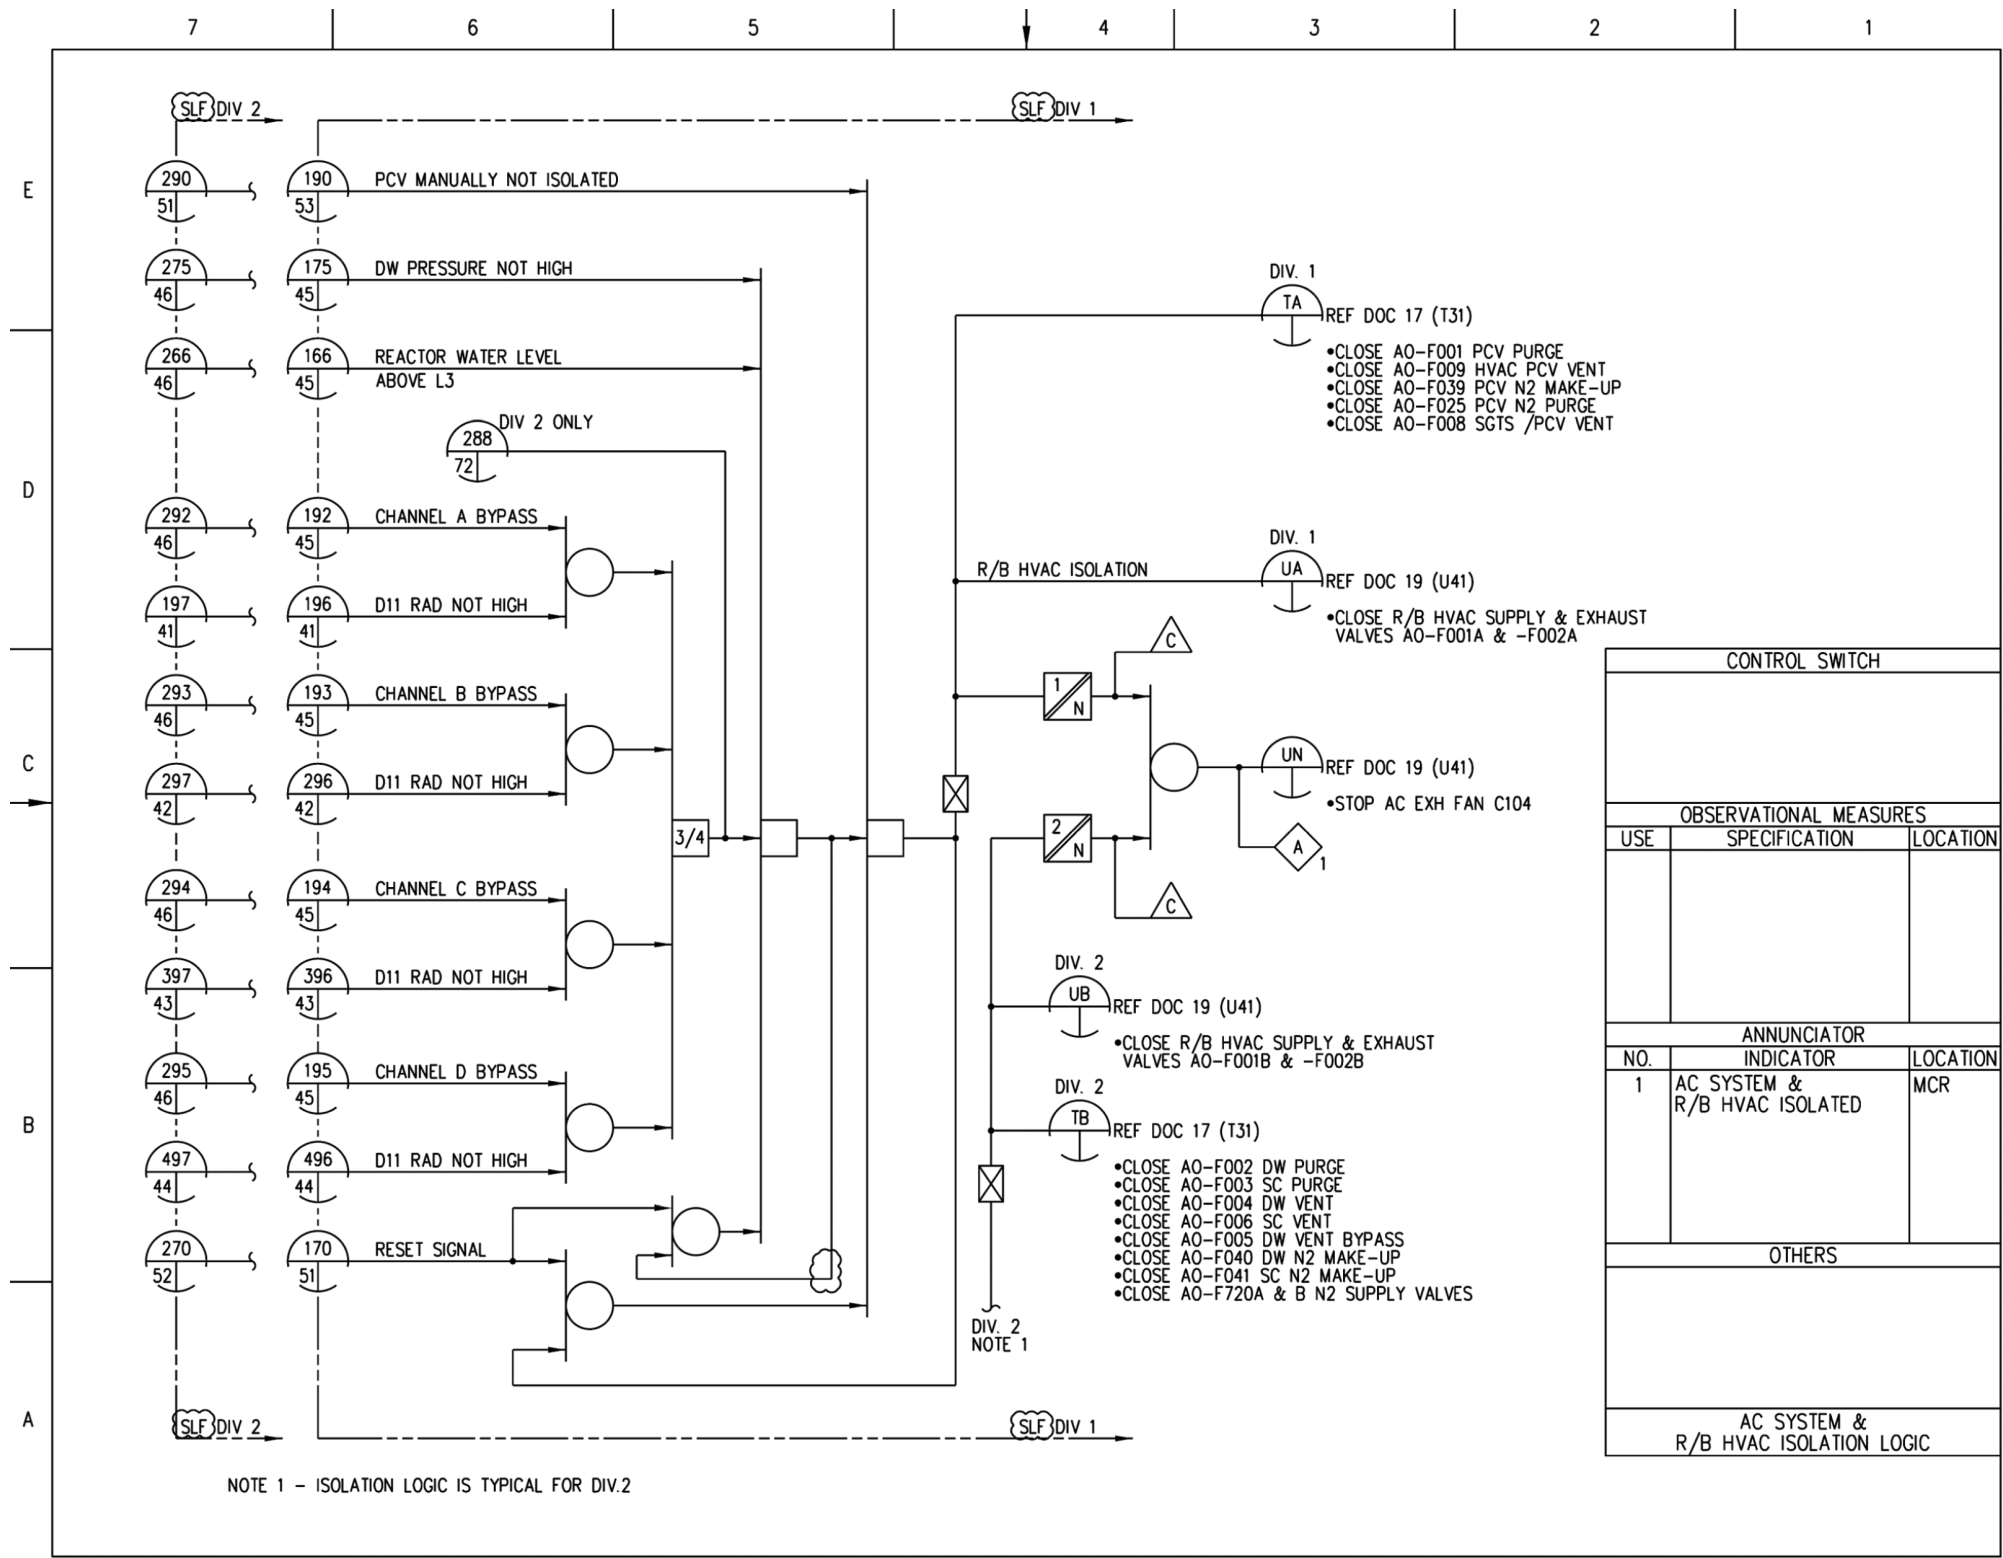 7 6 5 4 3 2 1
SLF DIV 2
SLF DIV 1
E
290
51
190
53
PCV MANUALLY NOT ISOLATED
275
46
175
45
DW PRESSURE NOT HIGH
DIV. 1
TA
REF DOC 17 (T31)
•CLOSE AO-F001 PCV PURGE
•CLOSE AO-F009 HVAC PCV VENT
•CLOSE AO-F039 PCV N2 MAKE-UP
•CLOSE AO-F025 PCV N2 PURGE
•CLOSE AO-F008 SGTS /PCV VENT
266
46
166
45
REACTOR WATER LEVEL
ABOVE L3
DIV 2 ONLY
288
72
D
292
46
192
45
CHANNEL A BYPASS
197
41
196
41
D11 RAD NOT HIGH
R/B HVAC ISOLATION
DIV. 1
UA
REF DOC 19 (U41)
•CLOSE R/B HVAC SUPPLY & EXHAUST
VALVES AO-F001A & -F002A
C
293
46
193
45
CHANNEL B BYPASS
1
N
C
297
42
296
42
D11 RAD NOT HIGH
UN
REF DOC 19 (U41)
•STOP AC EXH FAN C104
3/4
2
N
A
1
C
294
46
194
45
CHANNEL C BYPASS
397
43
396
43
D11 RAD NOT HIGH
DIV. 2
UB
REF DOC 19 (U41)
•CLOSE R/B HVAC SUPPLY & EXHAUST
VALVES AO-F001B & -F002B
B
295
46
195
45
CHANNEL D BYPASS
497
44
496
44
D11 RAD NOT HIGH
DIV. 2
TB
REF DOC 17 (T31)
•CLOSE AO-F002 DW PURGE
•CLOSE AO-F003 SC PURGE
•CLOSE AO-F004 DW VENT
•CLOSE AO-F006 SC VENT
•CLOSE AO-F005 DW VENT BYPASS
•CLOSE AO-F040 DW N2 MAKE-UP
•CLOSE AO-F041 SC N2 MAKE-UP
•CLOSE AO-F720A & B N2 SUPPLY VALVES
270
52
170
51
RESET SIGNAL
DIV. 2
NOTE 1
A
SLF DIV 2
SLF DIV 1
NOTE 1 - ISOLATION LOGIC IS TYPICAL FOR DIV.2
CONTROL SWITCH
OBSERVATIONAL MEASURES
USE SPECIFICATION LOCATION
ANNUNCIATOR
NO. INDICATOR LOCATION
1 AC SYSTEM & MCR
R/B HVAC ISOLATED
OTHERS
AC SYSTEM &
R/B HVAC ISOLATION LOGIC